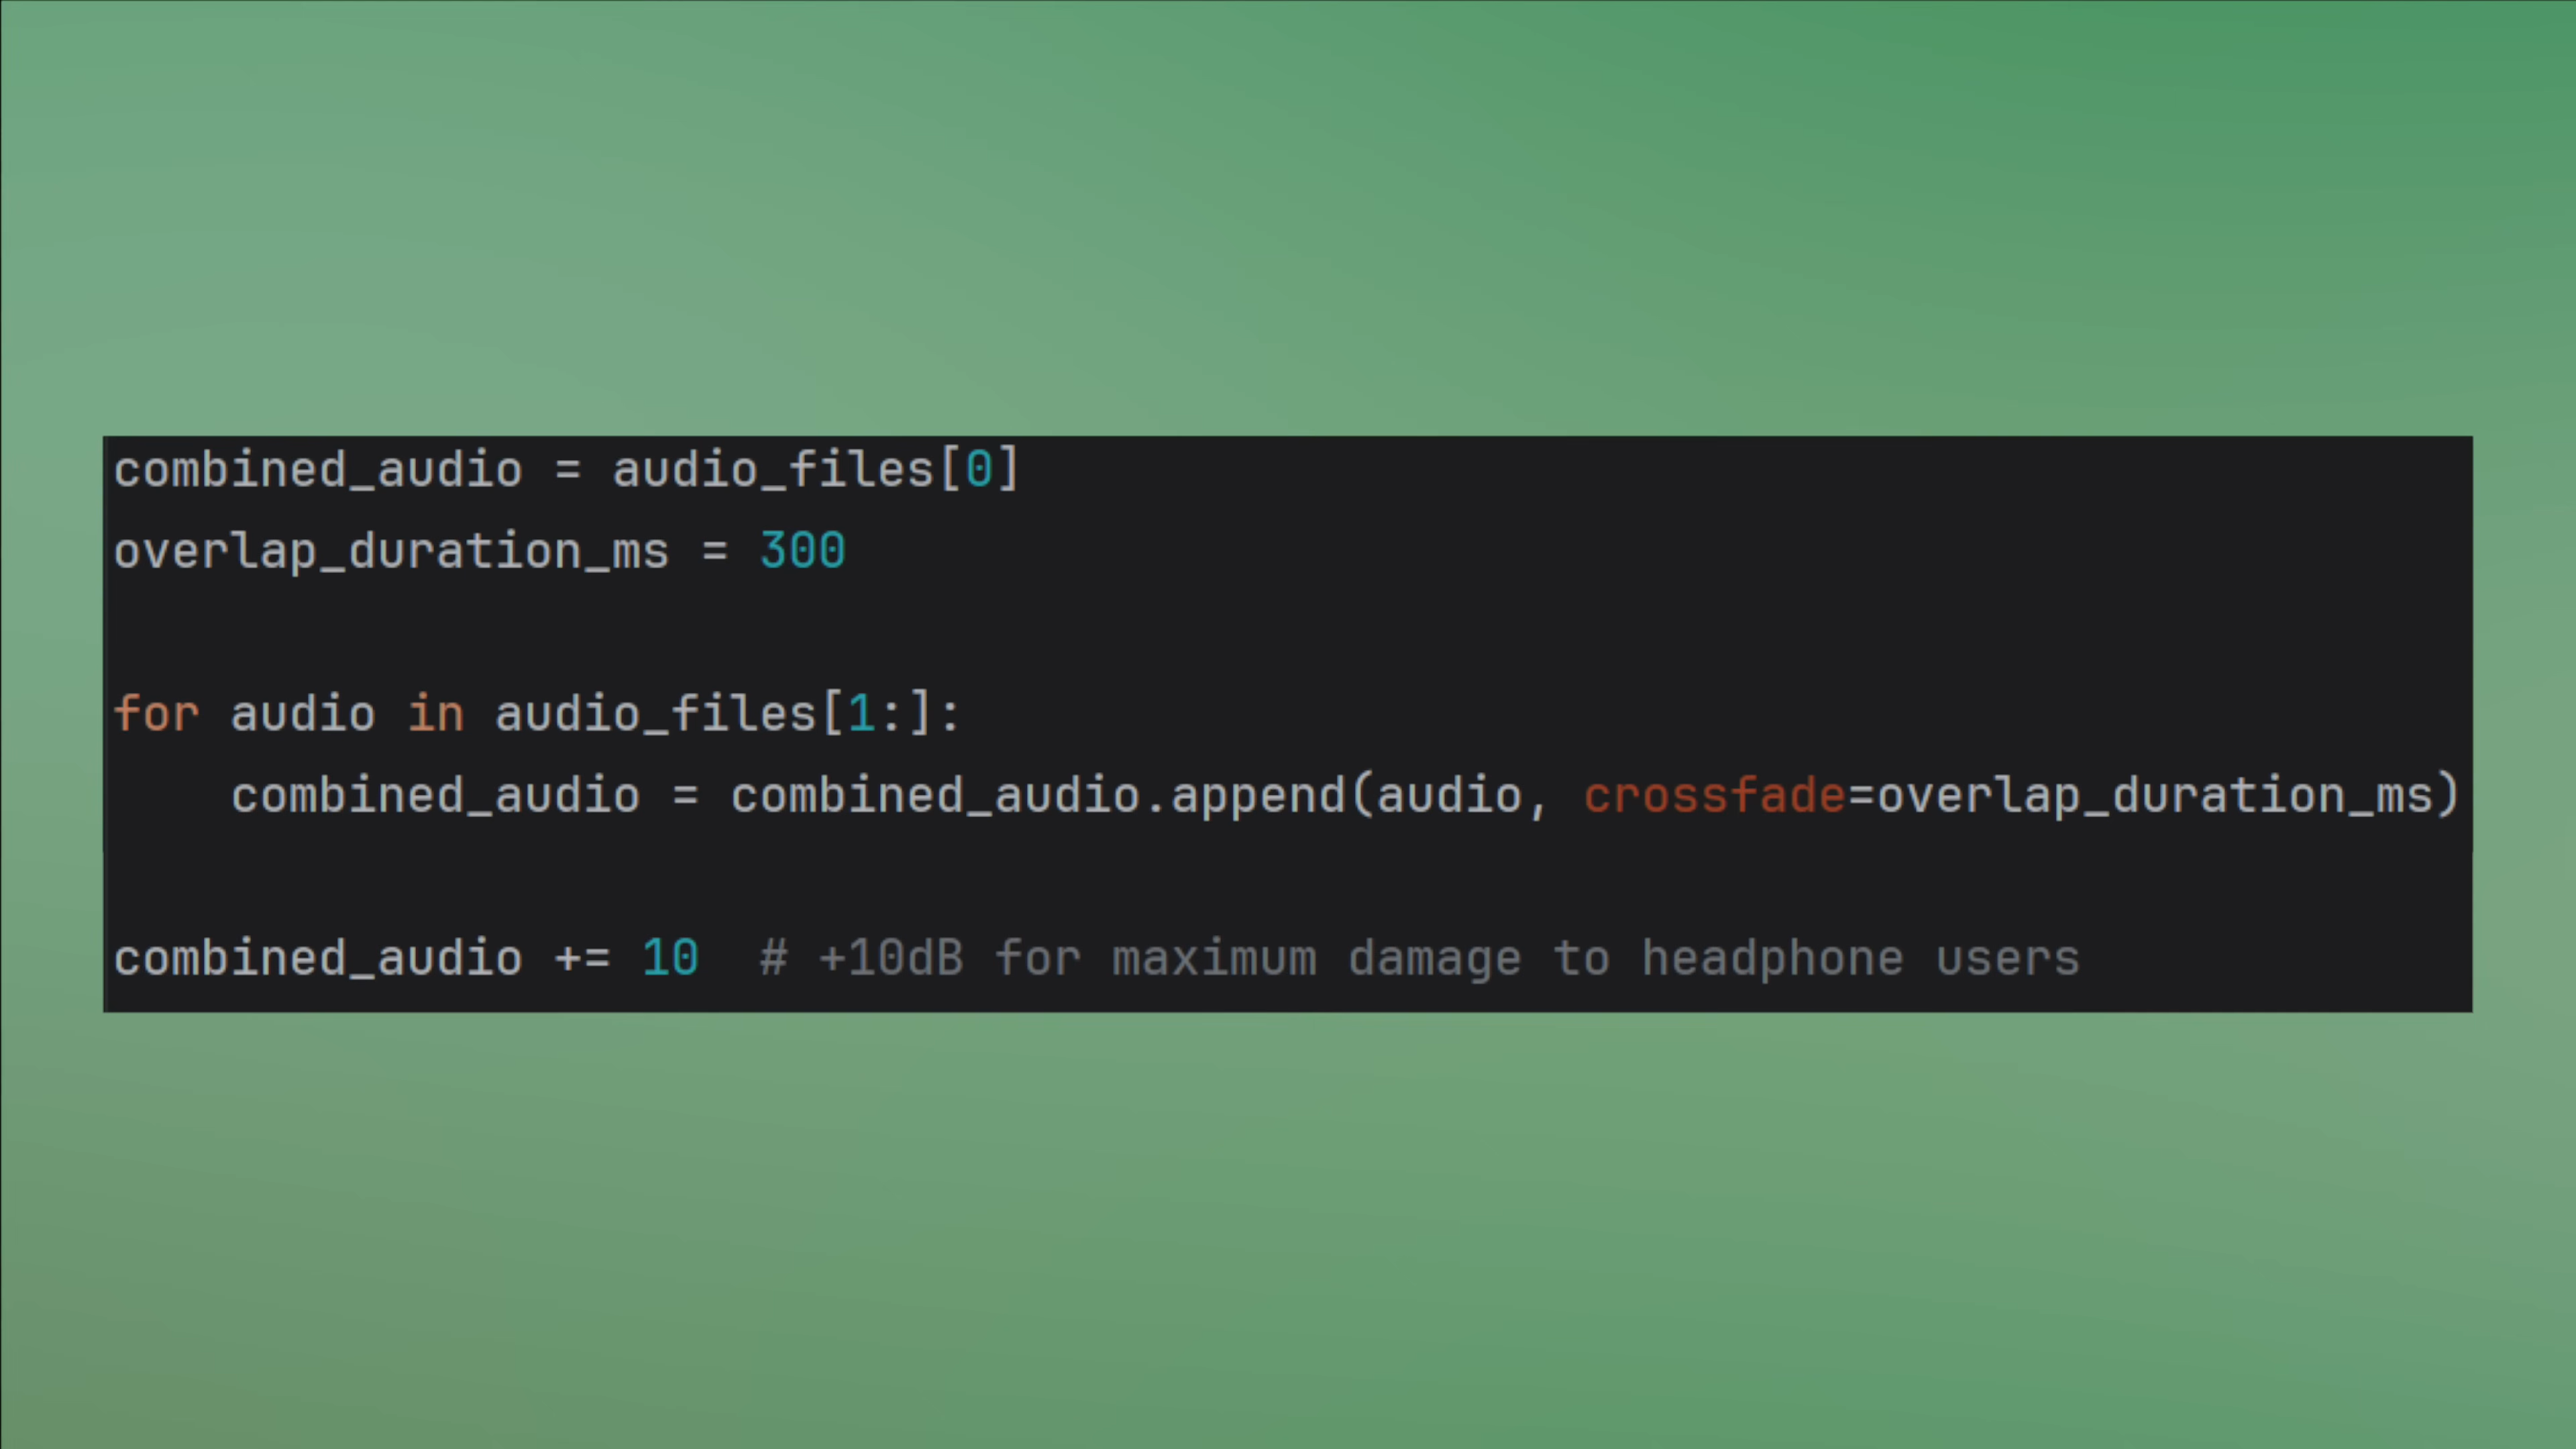 combined_audio = audio_files[0]
overlap_duration_ms = 300
for audio in audio_files[1:]:
    combined_audio = combined_audio.append(audio, crossfade=overlap_duration_ms)
combined_audio += 10  # +10dB for maximum damage to headphone users